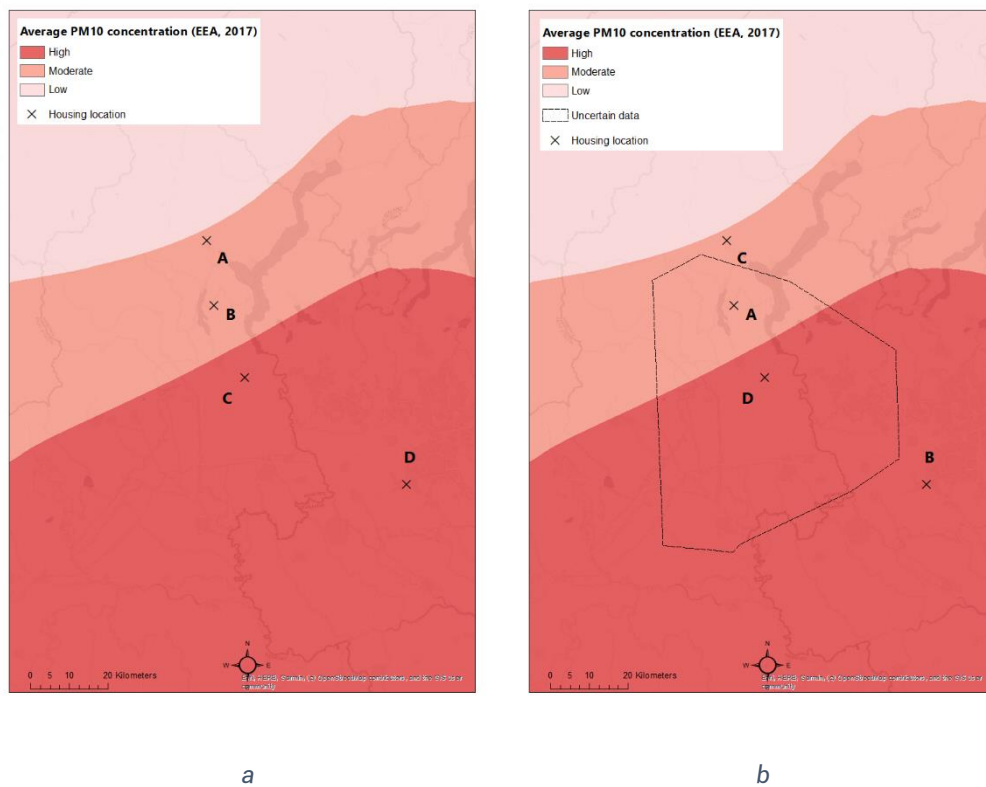 Average PM10 concentration (EEA, 2017)
High
Moderate
Low
Housing location
A
B
C
D
N
W E
0 5 10 20 Kilometers
a
Average PM10 concentration (EEA, 2017)
High
Moderate
Low
Uncertain data
Housing location
C
A
D
B
N
W E
0 5 10 20 Kilometers
b